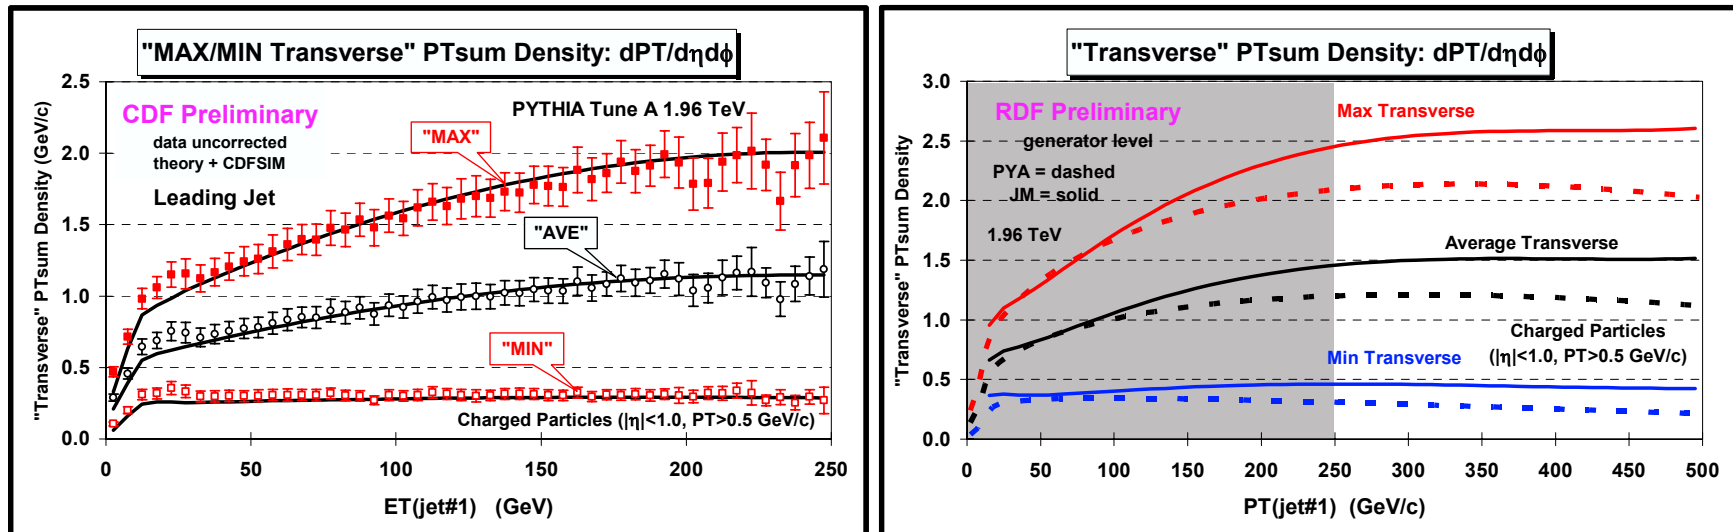 "MAX/MIN Transverse" PTsum Density: dPT/dηdϕ
2.5
2.0
1.5
1.0
0.5
0.0
"Transverse" PTsum Density (GeV/c)
CDF Preliminary
data uncorrected
theory + CDFSIM
Leading Jet
PYTHIA Tune A 1.96 TeV
"MAX"
"AVE"
"MIN"
Charged Particles (|η|<1.0, PT>0.5 GeV/c)
0
50
100
150
200
250
ET(jet#1) (GeV)
"Transverse" PTsum Density: dPT/dηdϕ
3.0
2.5
2.0
1.5
1.0
0.5
0.0
"Transverse" PTsum Density
RDF Preliminary
generator level
PYA = dashed
JM = solid
1.96 TeV
Max Transverse
Average Transverse
Charged Particles
(|η|<1.0, PT>0.5 GeV/c)
Min Transverse
0
50
100
150
200
250
300
350
400
450
500
PT(jet#1) (GeV/c)